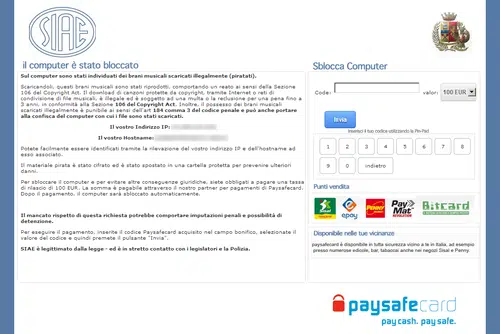 SIAE
il computer è stato bloccato
Sul computer sono stati individuati dei brani musicali scaricati illegalmente (piratati).
Scaricandoli, questi brani musicali sono stati riprodotti, comportando un reato ai sensi della Sezione
106 del Copyright Act. Il download di canzoni protette da copyright, tramite Internet o reti di
condivisione di file musicali, è illegale ed è soggetto ad una multa o la reclusione per una pena fino a
3 anni, in conformità alla Sezione 106 del Copyright Act. Inoltre, il possesso dei brani musicali
scaricati illegalmente è punibile ai sensi dell'art 184 comma 3 del codice penale e può anche portare
alla confisca del computer con cui i file sono stati scaricati.
Il vostro Indirizzo IP:
Il vostro Hostname:
Potete facilmente essere identificati tramite la rilevazione del vostro indirizzo IP e dell'hostname ad
esso associato.
Il materiale pirata è stato cifrato ed è stato spostato in una cartella protetta per prevenire ulteriori
danni.
Per sbloccare il computer e per evitare altre conseguenze giuridiche, siete obbligati a pagare una tassa
di rilascio di 100 EUR. La somma è pagabile attraverso il nostro partner per pagamenti di Paysafecard.
Dopo il pagamento, il computer sarà sbloccato automaticamente.
Il mancato rispetto di questa richiesta potrebbe comportare imputazioni penali e possibilità di
detenzione.
Per eseguire il pagamento, inserire il codice Paysafecard acquisito nel campo bonifico, selezionate il
valore del codice e quindi premete il pulsante "Invia".
SIAE è legittimato dalla legge - ed è in stretto contatto con i legislatori e la Polizia.
Sblocca Computer
Code: valore: 100 EUR
Invia
Inserisci il tuo codice utilizzando le Pin-Pad
1 2 3 4 5 6 7 8
9 0 indietro
Punti vendita
epay PayMat REVOLUTION Bitcard
Disponibile nelle tue vicinanze
paysafecard è disponibile in tutta sicurezza vicino a te in Italia, ad esempio
presso numerose edicole, bar, tabaccai anche nei negozi Sisal e Penny.
paysafecard
pay cash. pay safe.